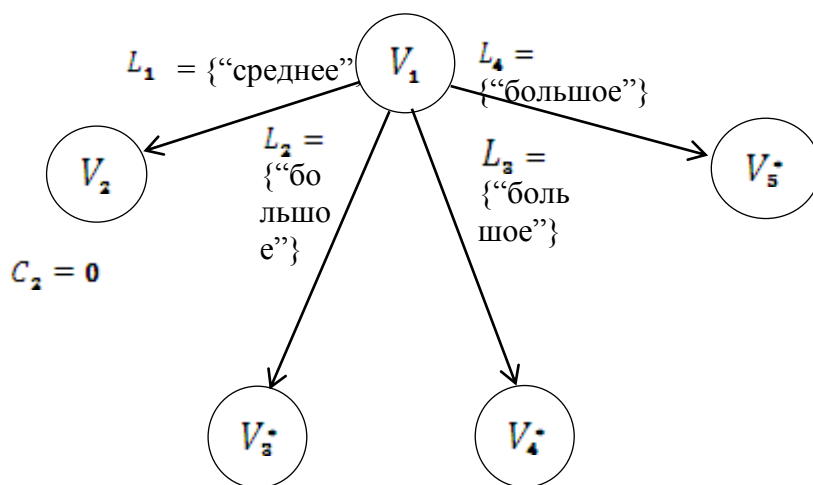 L₁ = {“среднее”}
V₁
L₄ =
{“большое”}
L₂ =
{“бо
льшо
е”}
L₃ =
{“боль
шое”}
V₂
V₅*
C₂ = 0
V₃*
V₄*